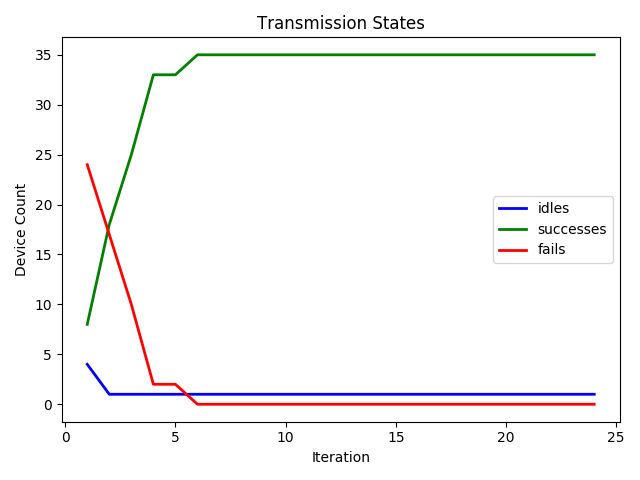 Transmission States
Device Count
35
30
25
20
15
10
5
0
idles
successes
fails
0 5 10 15 20 25
Iteration